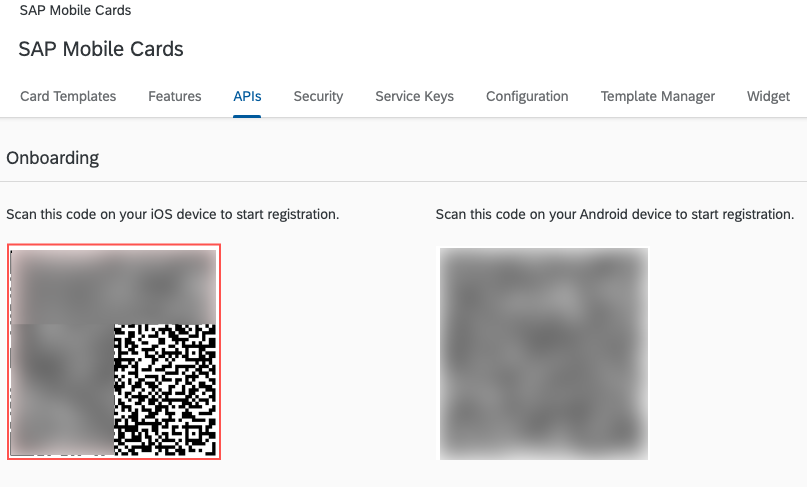 SAP Mobile Cards
SAP Mobile Cards
Card Templates Features APIs Security Service Keys Configuration Template Manager Widget
Onboarding
Scan this code on your iOS device to start registration. Scan this code on your Android device to start registration.